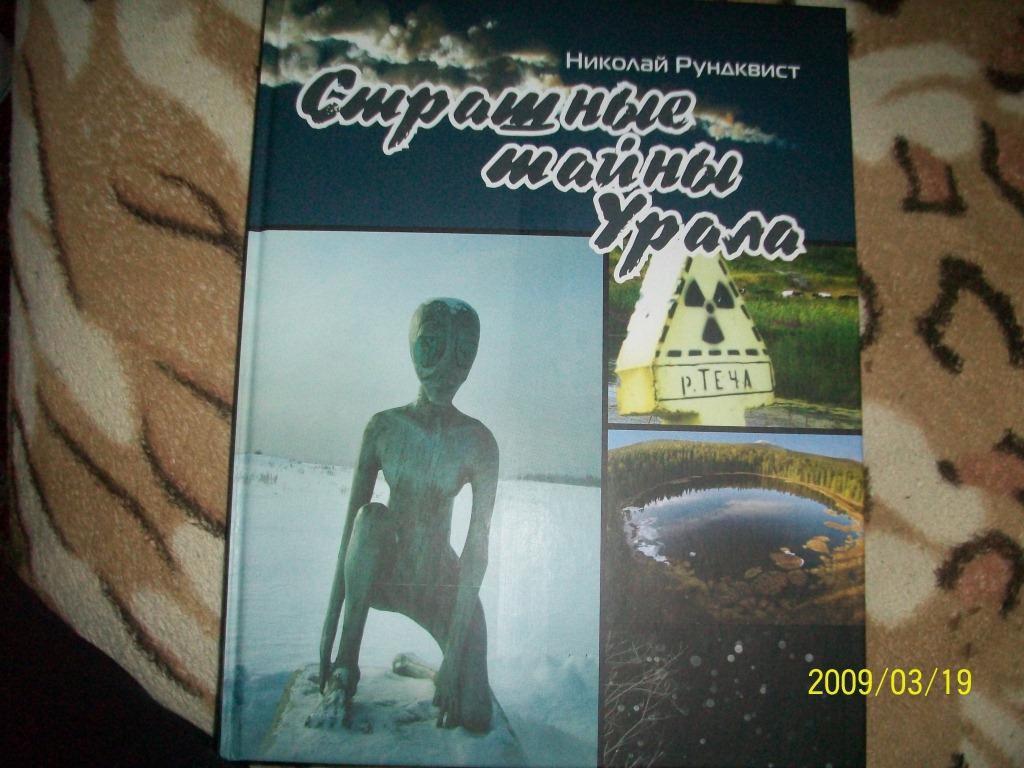 Николай Рундквист
Страшные
тайны
Урала
р. ТЕЧА
2009/03/19